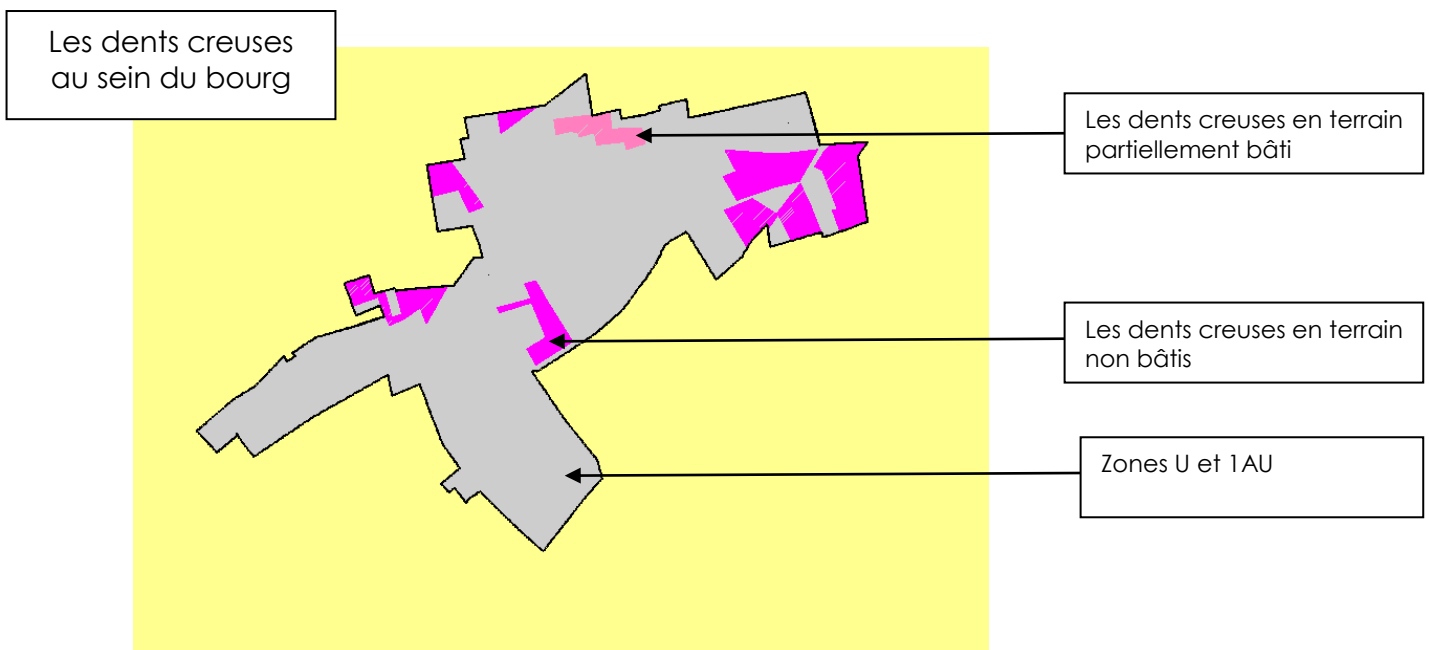 Les dents creuses
au sein du bourg
Les dents creuses en terrain
partiellement bâti
Les dents creuses en terrain
non bâtis
Zones U et 1AU